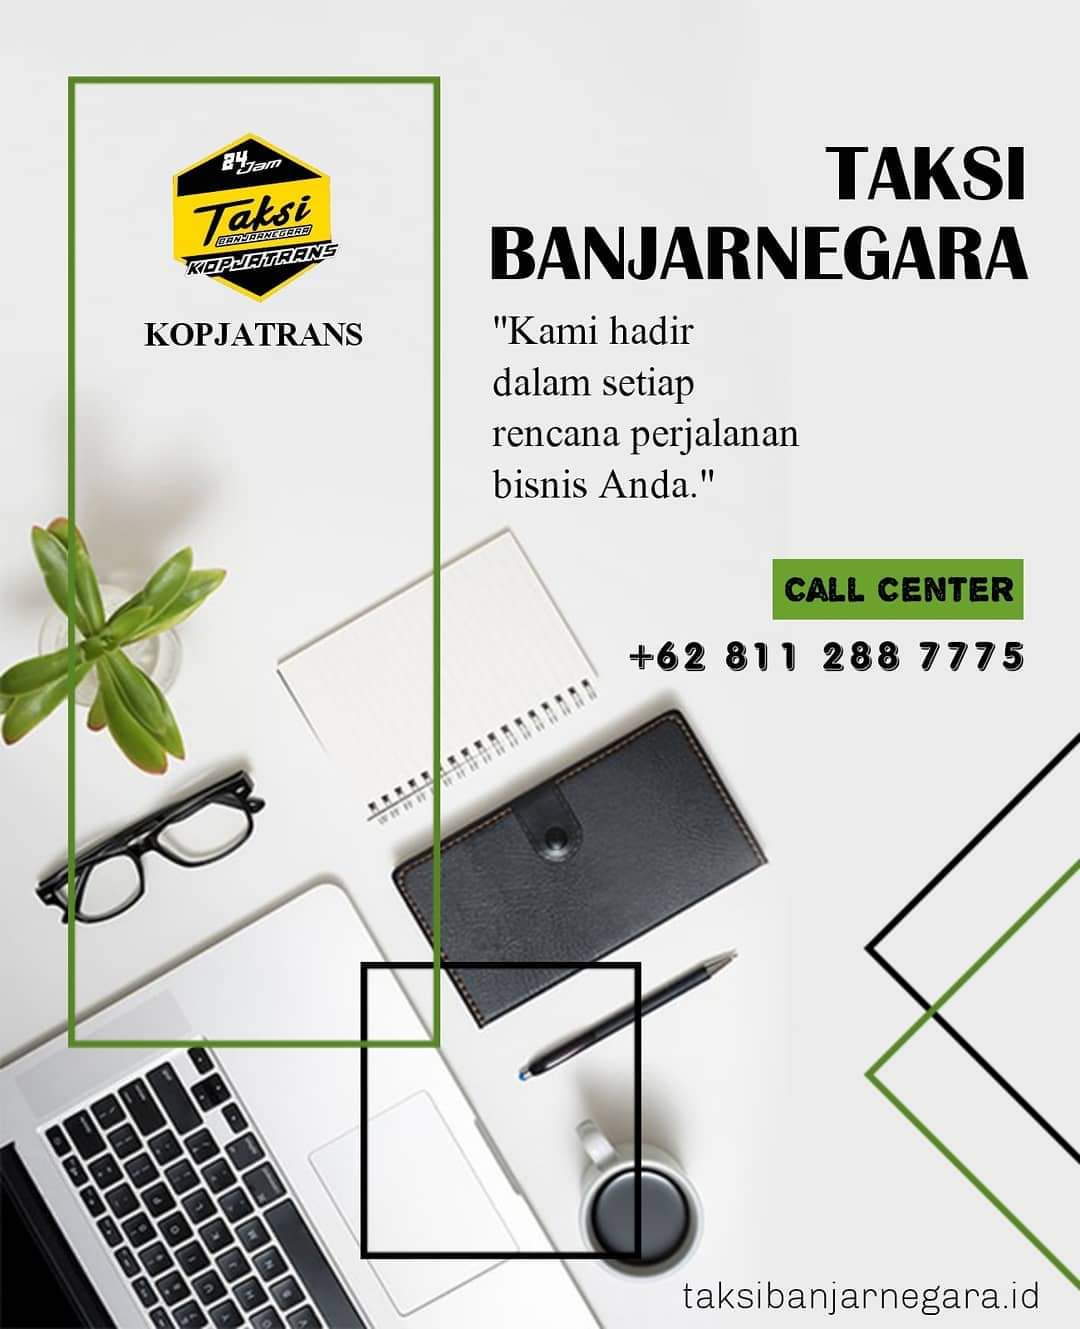 24 Jam
Taksi
BANJARNEGARA
KOPJATRANS
KOPJATRANS
TAKSI
BANJARNEGARA
"Kami hadir
dalam setiap
rencana perjalanan
bisnis Anda."
CALL CENTER
+62 811 288 7775
taksibanjarnegara.id